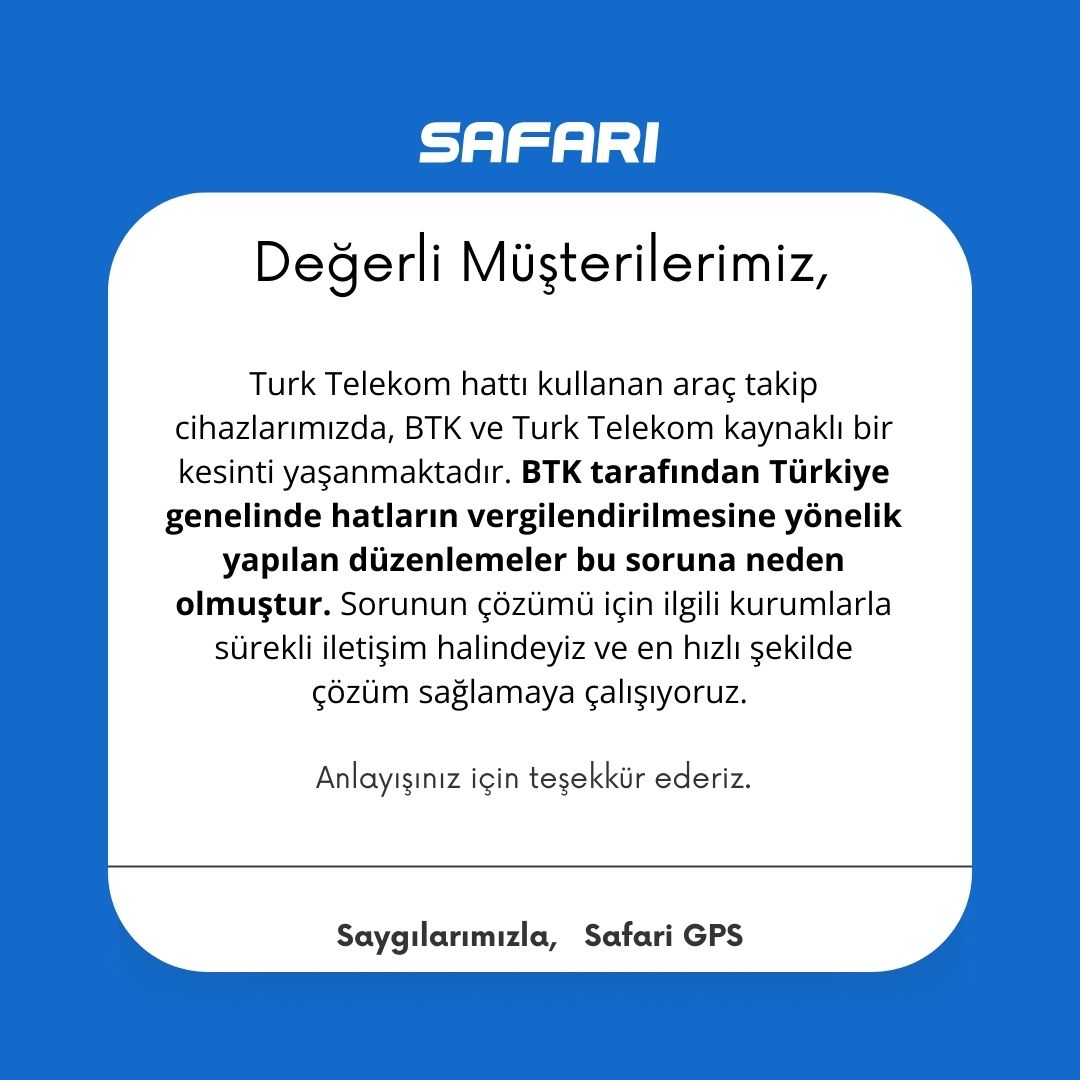 SAFARI
Değerli Müşterilerimiz,
Turk Telekom hattı kullanan araç takip
cihazlarımızda, BTK ve Turk Telekom kaynaklı bir
kesinti yaşanmaktadır. BTK tarafından Türkiye
genelinde hatların vergilendirilmesine yönelik
yapılan düzenlemeler bu soruna neden
olmuştur. Sorunun çözümü için ilgili kurumlarla
sürekli iletişim halindeyiz ve en hızlı şekilde
çözüm sağlamaya çalışıyoruz.
Anlayışınız için teşekkür ederiz.
Saygılarımızla, Safari GPS